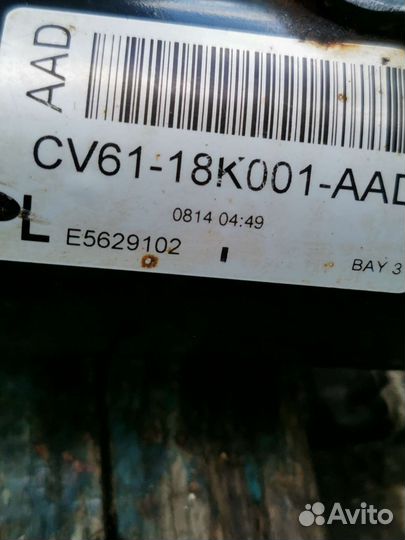 AAD
CV61-18K001-AAD
0814 04:49
L E5629102
BAY 3
Avito